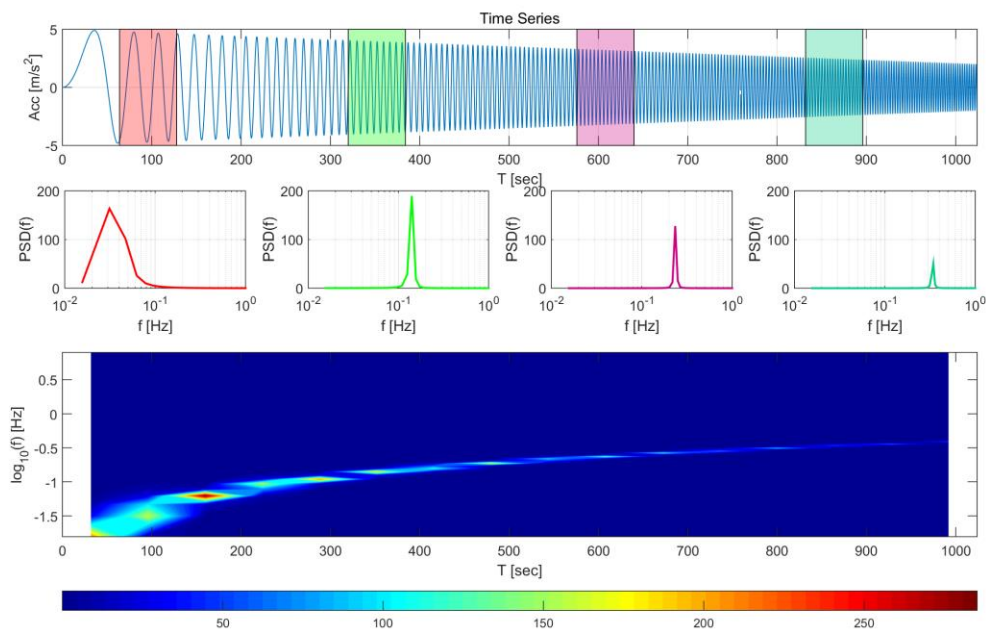 Time Series
5
0
-5
Acc [m/s²]
0 100 200 300 400 500 600 700 800 900 1000
T [sec]
200 200 200 200
100 100 100 100
0 0 0 0
PSD(f) PSD(f) PSD(f) PSD(f)
10⁻² 10⁻¹ 10⁰ 10⁻² 10⁻¹ 10⁰ 10⁻² 10⁻¹ 10⁰ 10⁻² 10⁻¹ 10⁰
f [Hz] f [Hz] f [Hz] f [Hz]
0.5
0
-0.5
-1
-1.5
log₁₀(f) [Hz]
0 100 200 300 400 500 600 700 800 900 1000
T [sec]
50 100 150 200 250